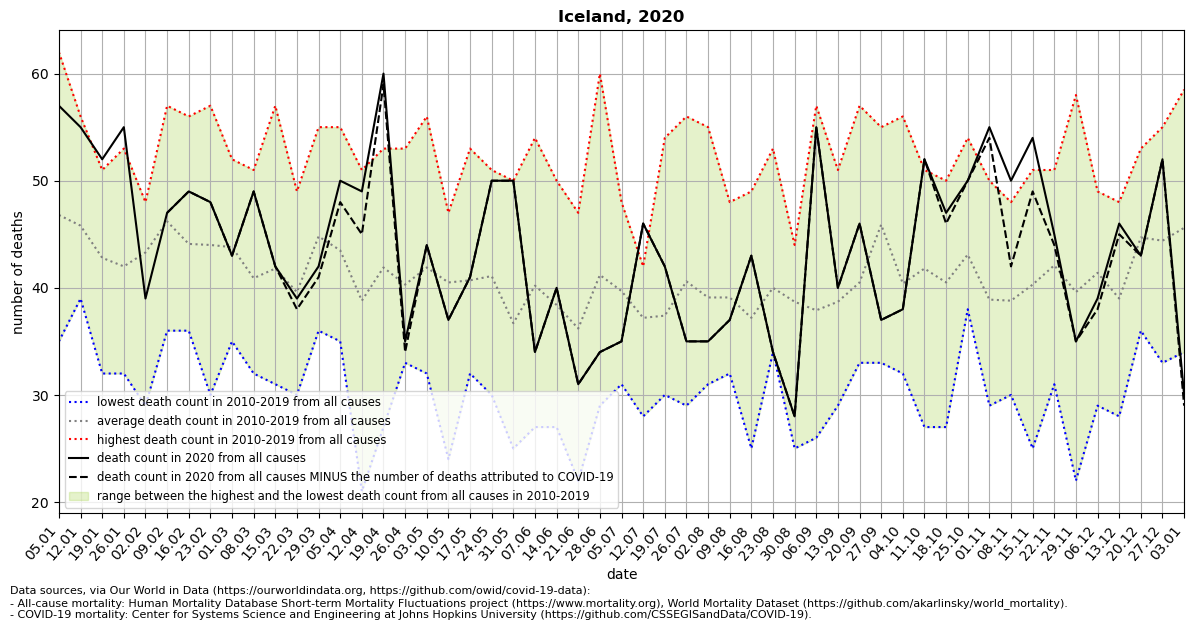 Iceland, 2020
number of deaths
60
50
40
30
20
lowest death count in 2010-2019 from all causes
average death count in 2010-2019 from all causes
highest death count in 2010-2019 from all causes
death count in 2020 from all causes
death count in 2020 from all causes MINUS the number of deaths attributed to COVID-19
range between the highest and the lowest death count from all causes in 2010-2019
05.01 12.01 19.01 26.01 02.02 09.02 16.02 23.02 01.03 08.03 15.03 22.03 29.03 05.04 12.04 19.04 26.04 03.05 10.05 17.05 24.05 31.05 07.06 14.06 21.06 28.06 05.07 12.07 19.07 26.07 02.08 09.08 16.08 23.08 30.08 06.09 13.09 20.09 27.09 04.10 11.10 18.10 25.10 01.11 08.11 15.11 22.11 29.11 06.12 13.12 20.12 27.12 03.01
date
Data sources, via Our World in Data (https://ourworldindata.org, https://github.com/owid/covid-19-data):
- All-cause mortality: Human Mortality Database Short-term Mortality Fluctuations project (https://www.mortality.org), World Mortality Dataset (https://github.com/akarlinsky/world_mortality).
- COVID-19 mortality: Center for Systems Science and Engineering at Johns Hopkins University (https://github.com/CSSEGISandData/COVID-19).